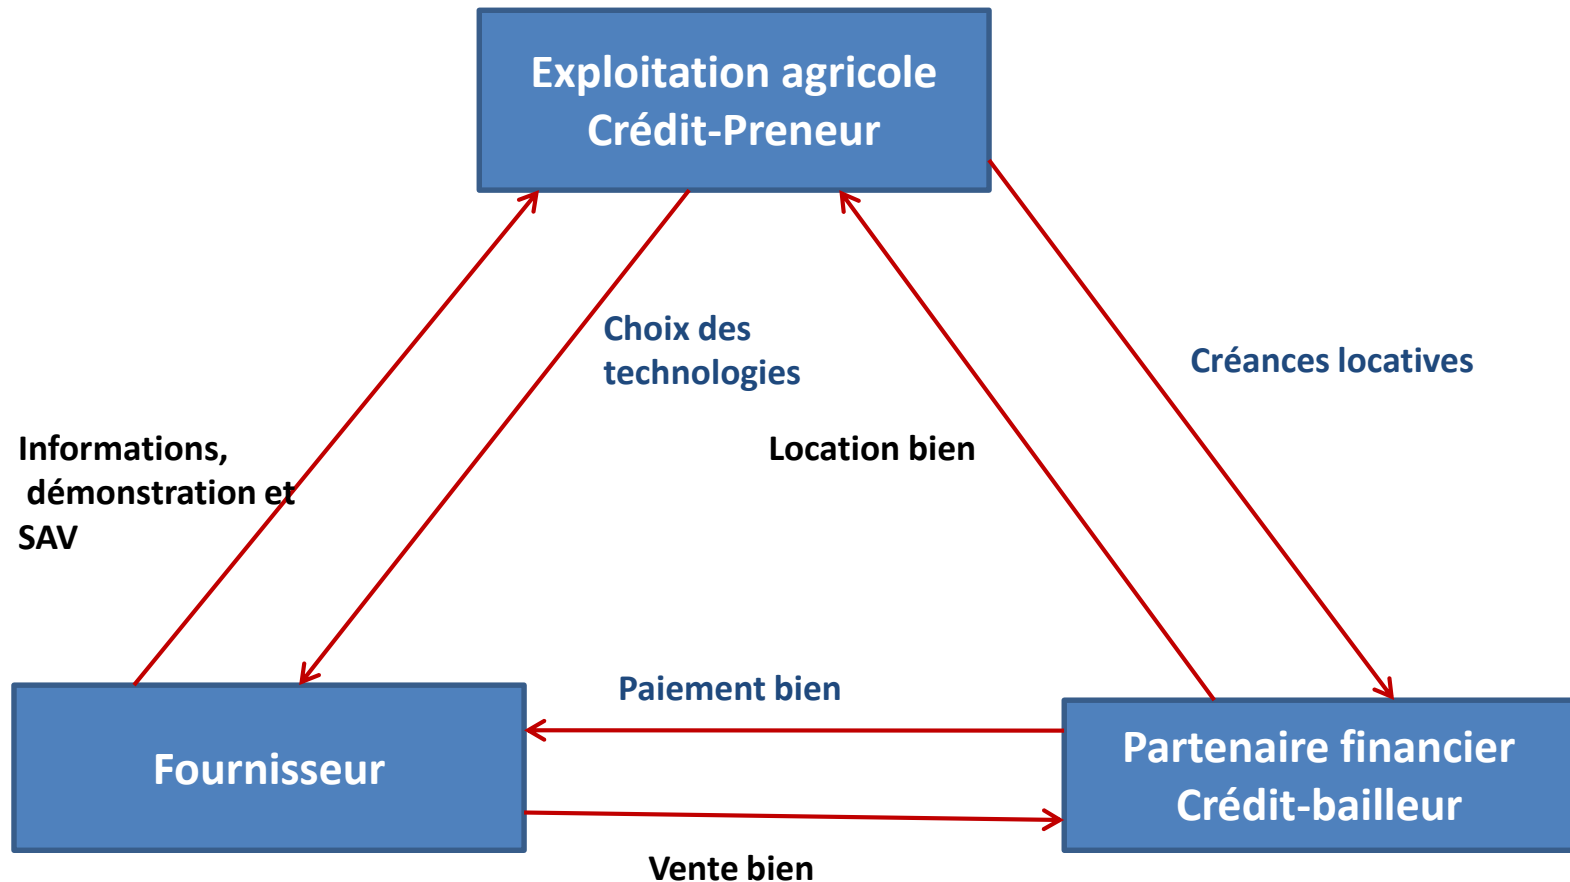 Exploitation agricole
Crédit-Preneur
Choix des
technologies
Créances locatives
Informations,
démonstration et
SAV
Location bien
Paiement bien
Fournisseur
Partenaire financier
Crédit-bailleur
Vente bien